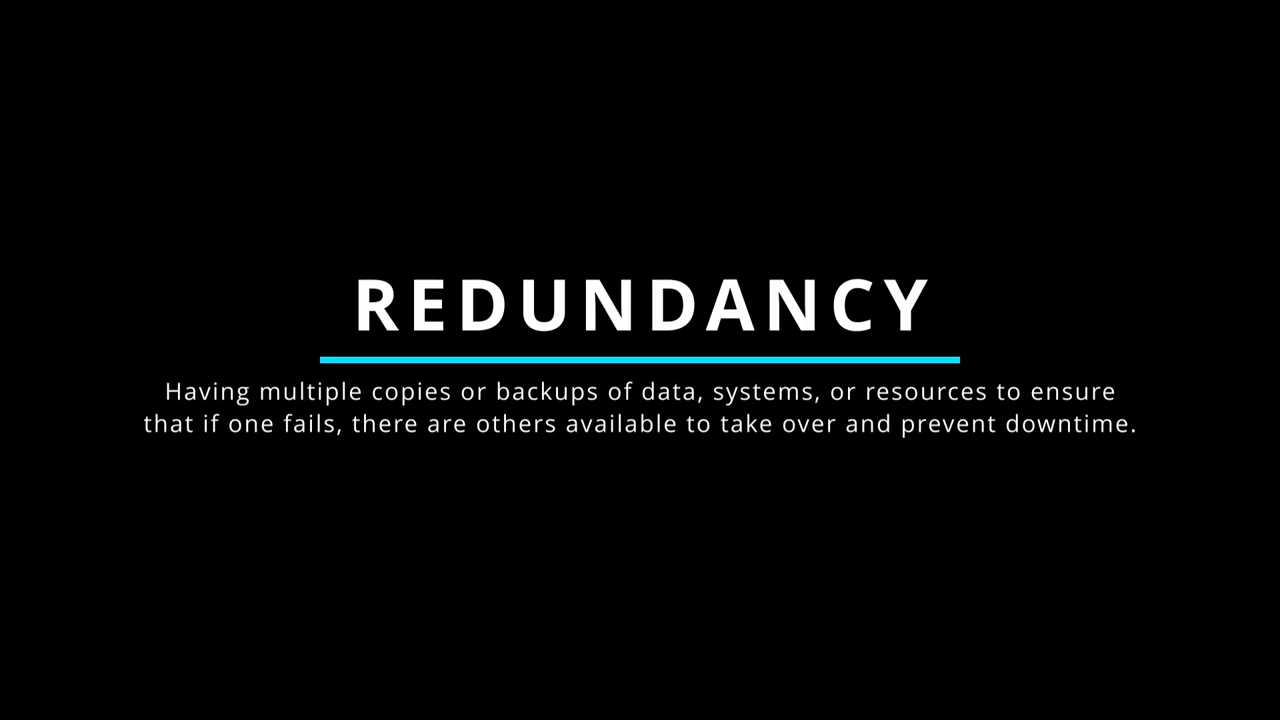 REDUNDANCY
Having multiple copies or backups of data, systems, or resources to ensure
that if one fails, there are others available to take over and prevent downtime.